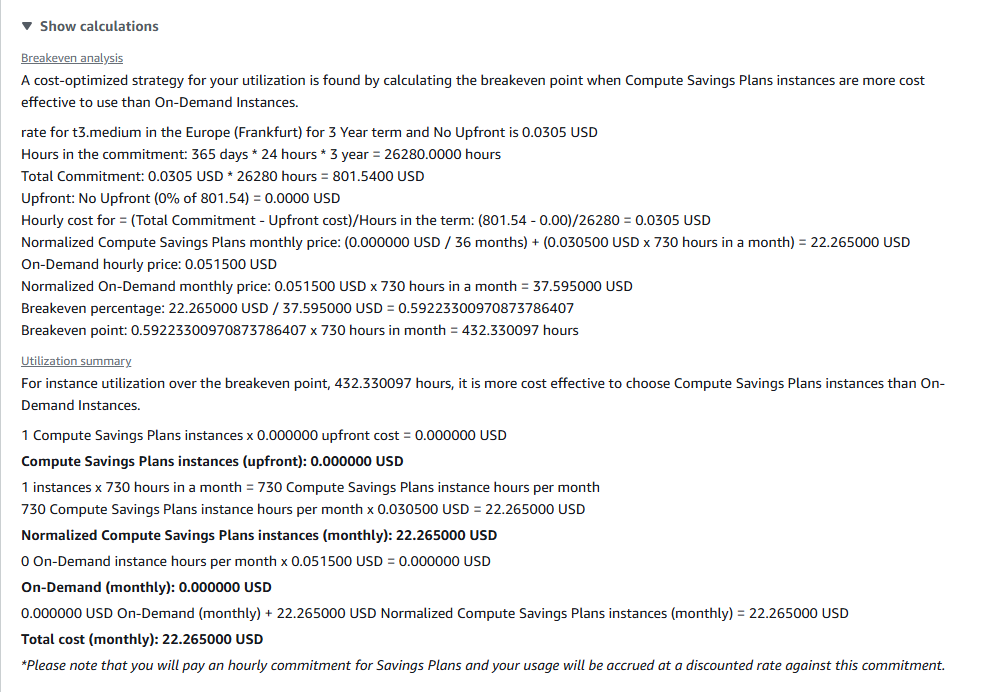 ▼ Show calculations
Breakeven analysis
A cost-optimized strategy for your utilization is found by calculating the breakeven point when Compute Savings Plans instances are more cost
effective to use than On-Demand Instances.
rate for t3.medium in the Europe (Frankfurt) for 3 Year term and No Upfront is 0.0305 USD
Hours in the commitment: 365 days * 24 hours * 3 year = 26280.0000 hours
Total Commitment: 0.0305 USD * 26280 hours = 801.5400 USD
Upfront: No Upfront (0% of 801.54) = 0.0000 USD
Hourly cost for = (Total Commitment - Upfront cost)/Hours in the term: (801.54 - 0.00)/26280 = 0.0305 USD
Normalized Compute Savings Plans monthly price: (0.000000 USD / 36 months) + (0.030500 USD x 730 hours in a month) = 22.265000 USD
On-Demand hourly price: 0.051500 USD
Normalized On-Demand monthly price: 0.051500 USD x 730 hours in a month = 37.595000 USD
Breakeven percentage: 22.265000 USD / 37.595000 USD = 0.59223300970873786407
Breakeven point: 0.59223300970873786407 x 730 hours in month = 432.330097 hours
Utilization summary
For instance utilization over the breakeven point, 432.330097 hours, it is more cost effective to choose Compute Savings Plans instances than On-
Demand Instances.
1 Compute Savings Plans instances x 0.000000 upfront cost = 0.000000 USD
Compute Savings Plans instances (upfront): 0.000000 USD
1 instances x 730 hours in a month = 730 Compute Savings Plans instance hours per month
730 Compute Savings Plans instance hours per month x 0.030500 USD = 22.265000 USD
Normalized Compute Savings Plans instances (monthly): 22.265000 USD
0 On-Demand instance hours per month x 0.051500 USD = 0.000000 USD
On-Demand (monthly): 0.000000 USD
0.000000 USD On-Demand (monthly) + 22.265000 USD Normalized Compute Savings Plans instances (monthly) = 22.265000 USD
Total cost (monthly): 22.265000 USD
*Please note that you will pay an hourly commitment for Savings Plans and your usage will be accrued at a discounted rate against this commitment.